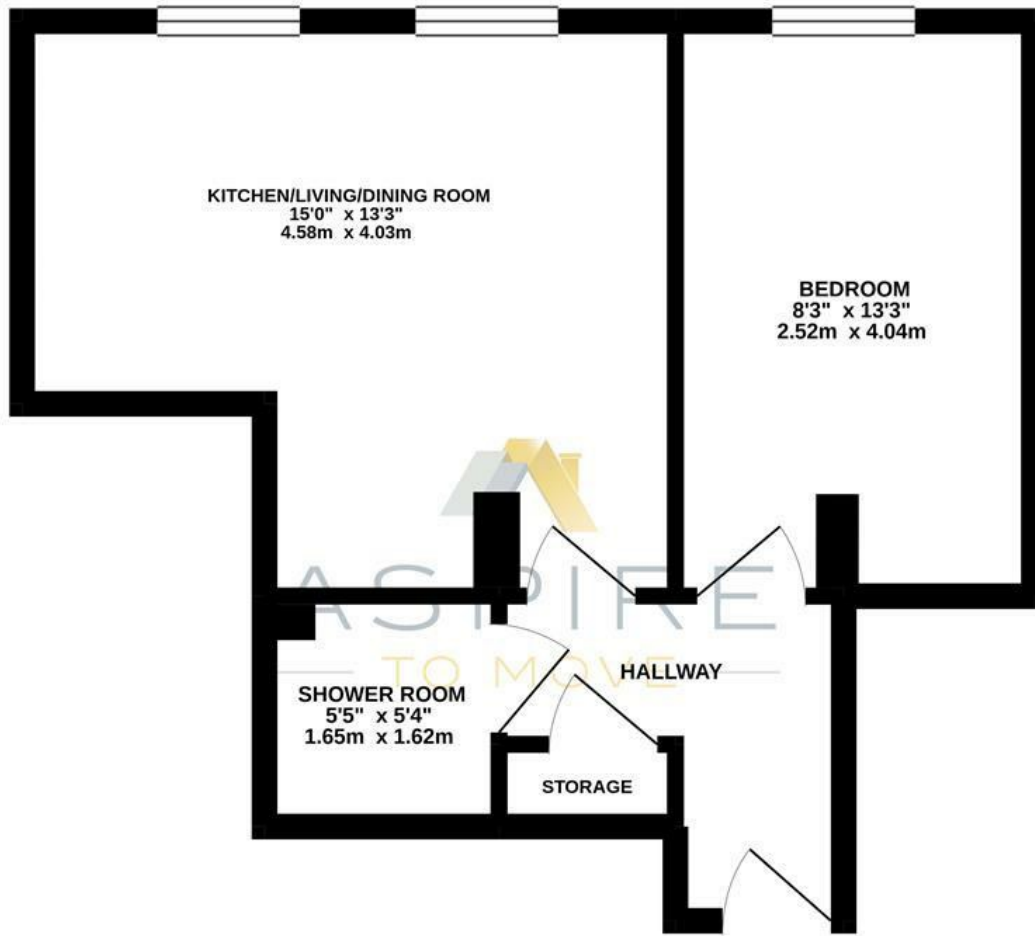 KITCHEN/LIVING/DINING ROOM
15'0" x 13'3"
4.58m x 4.03m
BEDROOM
8'3" x 13'3"
2.52m x 4.04m
ASPIRE
TO MOVE
HALLWAY
SHOWER ROOM
5'5" x 5'4"
1.65m x 1.62m
STORAGE